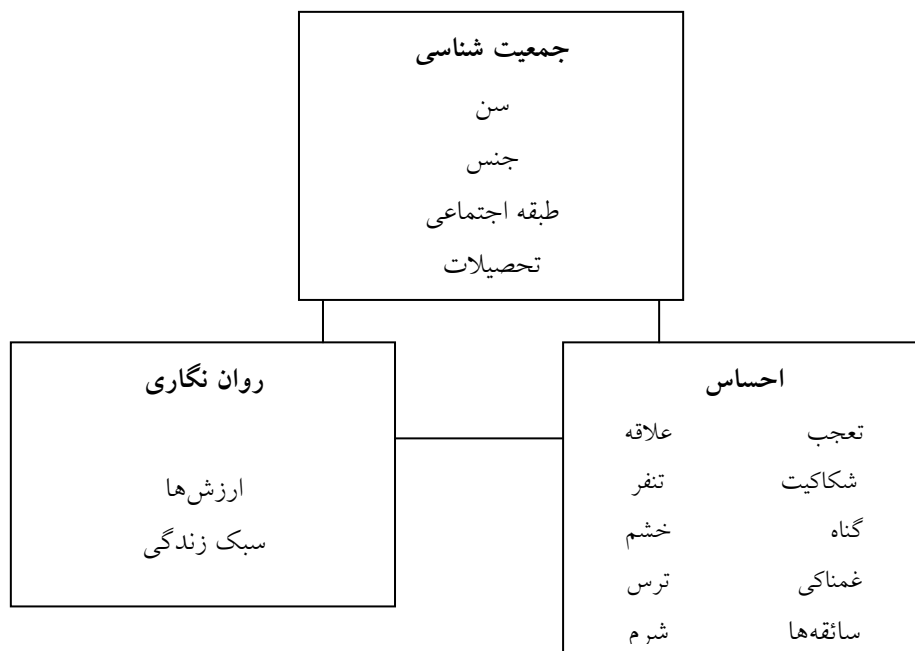 جمعیت شناسی
سن
جنس
طبقه اجتماعی
تحصیلات
احساس
تعجب علاقه
شکاکیت تنفر
گناه خشم
غمناکی ترس
سائقه‌ها شرم
روان نگاری
ارزش‌ها
سبک زندگی